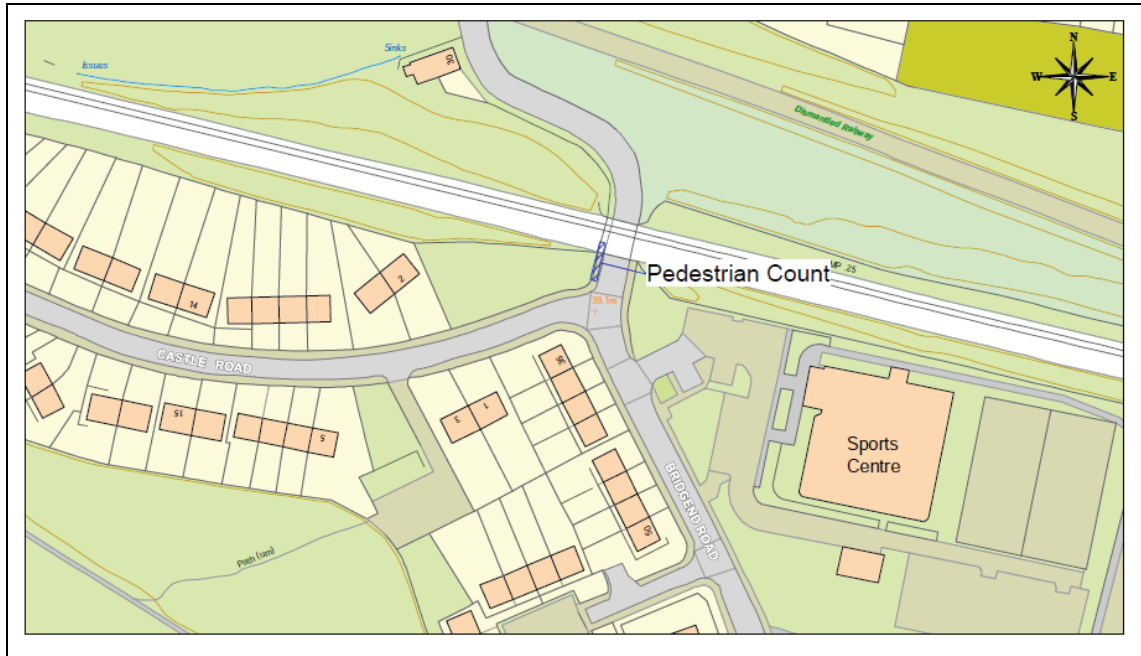 N
W E
S
Sinks
Issues
30
Dismantled Railway
MP .25
Pedestrian Count
39.1m
2
14
CASTLE ROAD
36
1
3
15
5
Sports
Centre
BRIDGEND ROAD
50
Path (um)